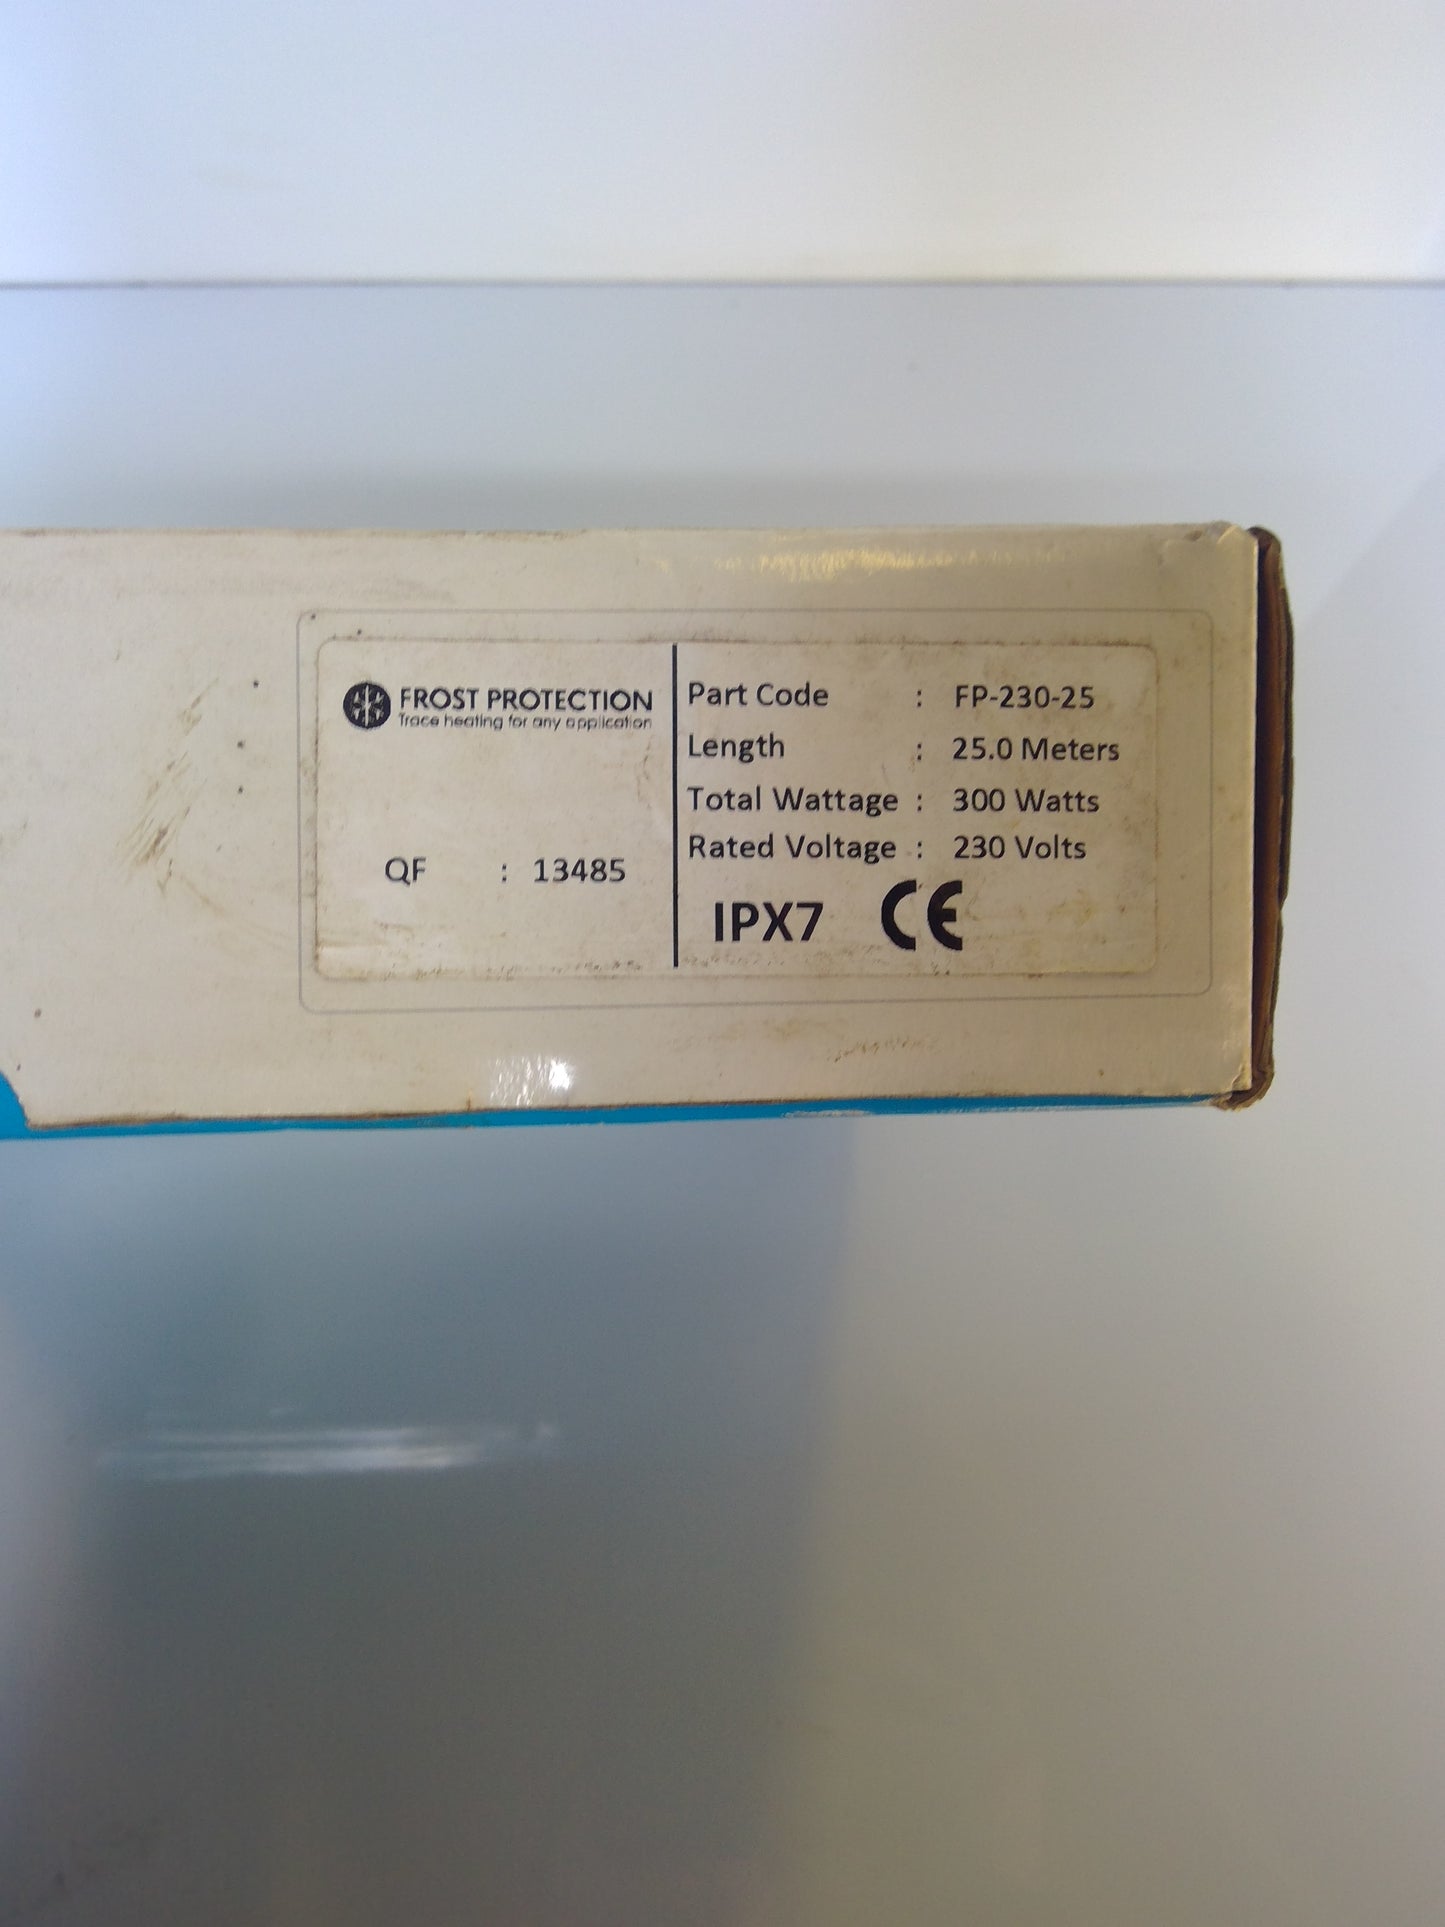 FROST PROTECTION
Trace heating for any application
QF : 13485
Part Code : FP-230-25
Length : 25.0 Meters
Total Wattage : 300 Watts
Rated Voltage : 230 Volts
IPX7 CE